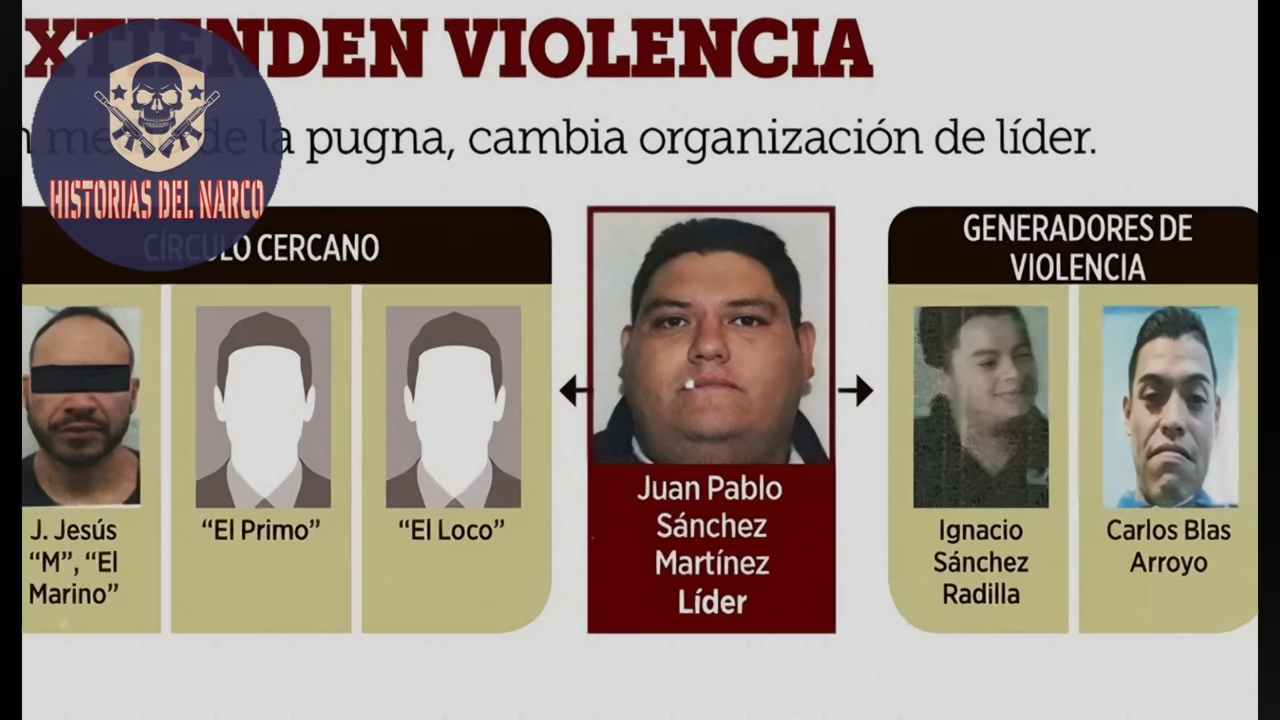 XTIENDEN VIOLENCIA
de la pugna, cambia organización de líder.
HISTORIAS DEL NARCO
CÍRCULO CERCANO
GENERADORES DE
VIOLENCIA
J. Jesús
“M”, “El
Marino”
“El Primo”
“El Loco”
Juan Pablo
Sánchez
Martínez
Líder
Ignacio
Sánchez
Radilla
Carlos Blas
Arroyo